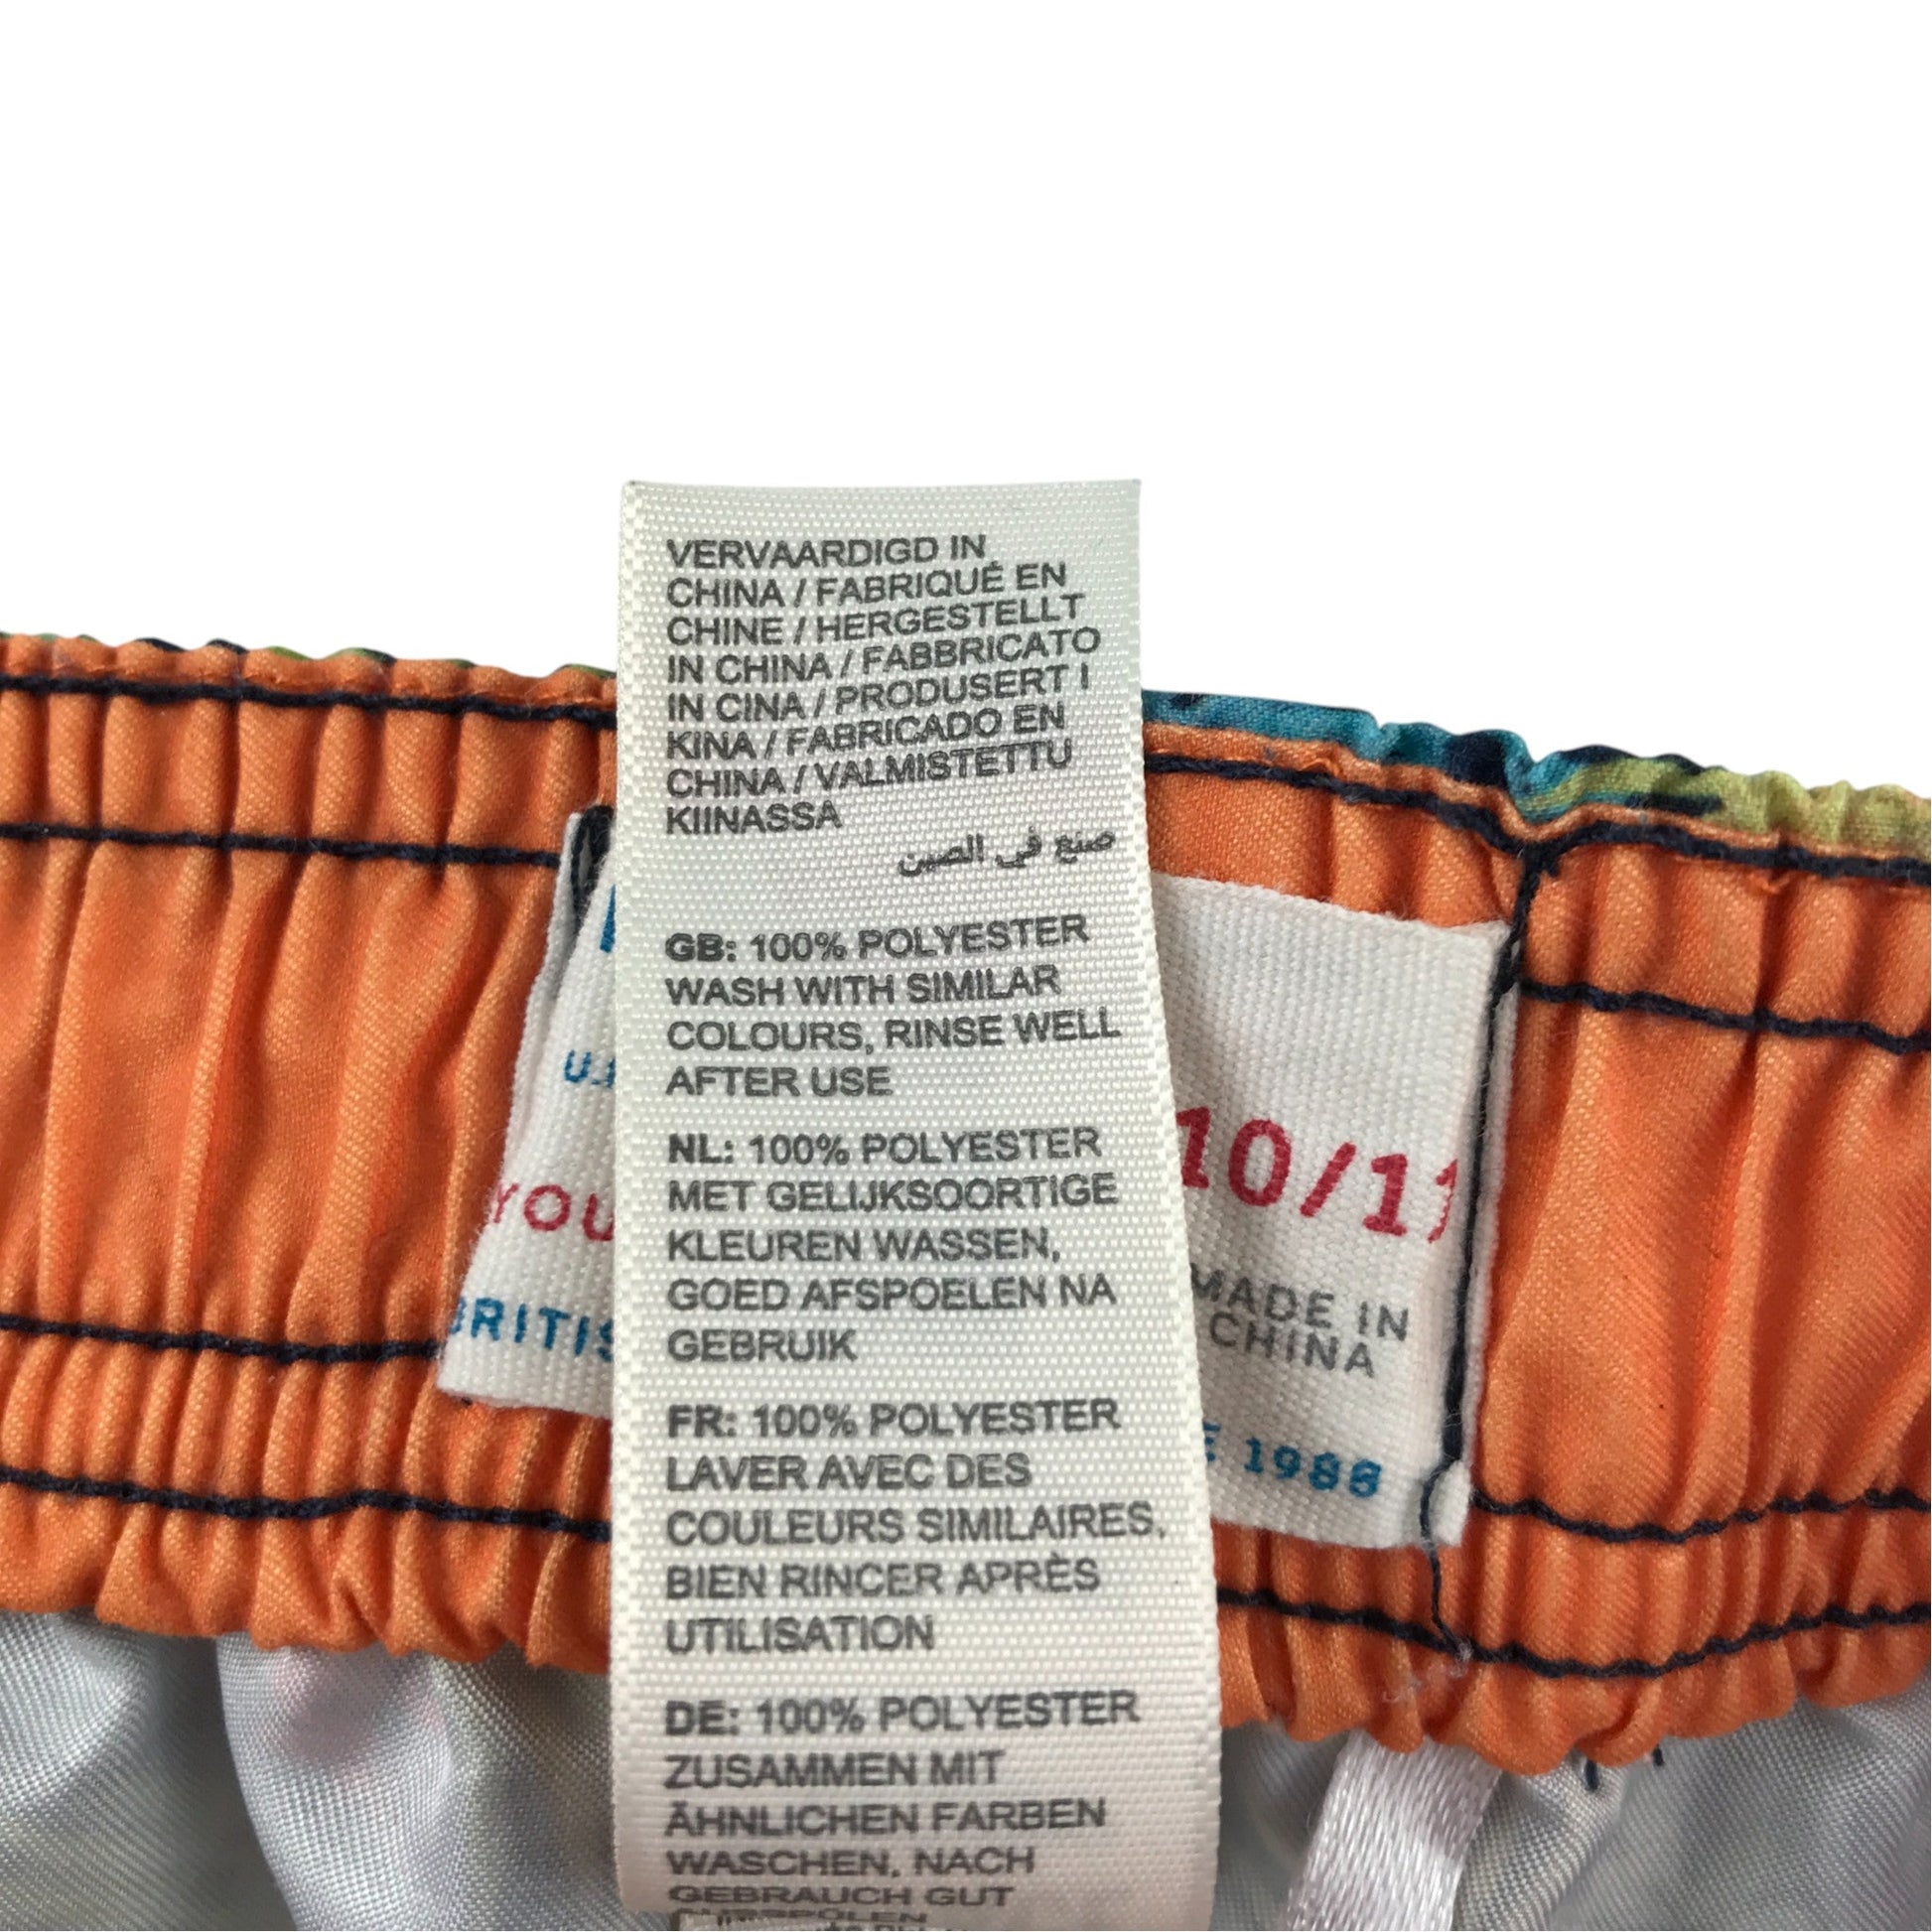 VERVAARDIGD IN
CHINA / FABRIQUÉ EN
CHINE / HERGESTELLT
IN CHINA / FABBRICATO
IN CINA / PRODUSERT I
KINA / FABRICADO EN
CHINA / VALMISTETTU
KIINASSA
صنع في الصين
GB: 100% POLYESTER
WASH WITH SIMILAR
COLOURS, RINSE WELL
AFTER USE
NL: 100% POLYESTER
MET GELIJKSOORTIGE
KLEUREN WASSEN,
GOED AFSPOELEN NA
GEBRUIK
FR: 100% POLYESTER
LAVER AVEC DES
COULEURS SIMILAIRES,
BIEN RINCER APRÈS
UTILISATION
DE: 100% POLYESTER
ZUSAMMEN MIT
ÄHNLICHEN FARBEN
WASCHEN, NACH
GEBRAUCH GUT
10/11
MADE IN
CHINA
1988